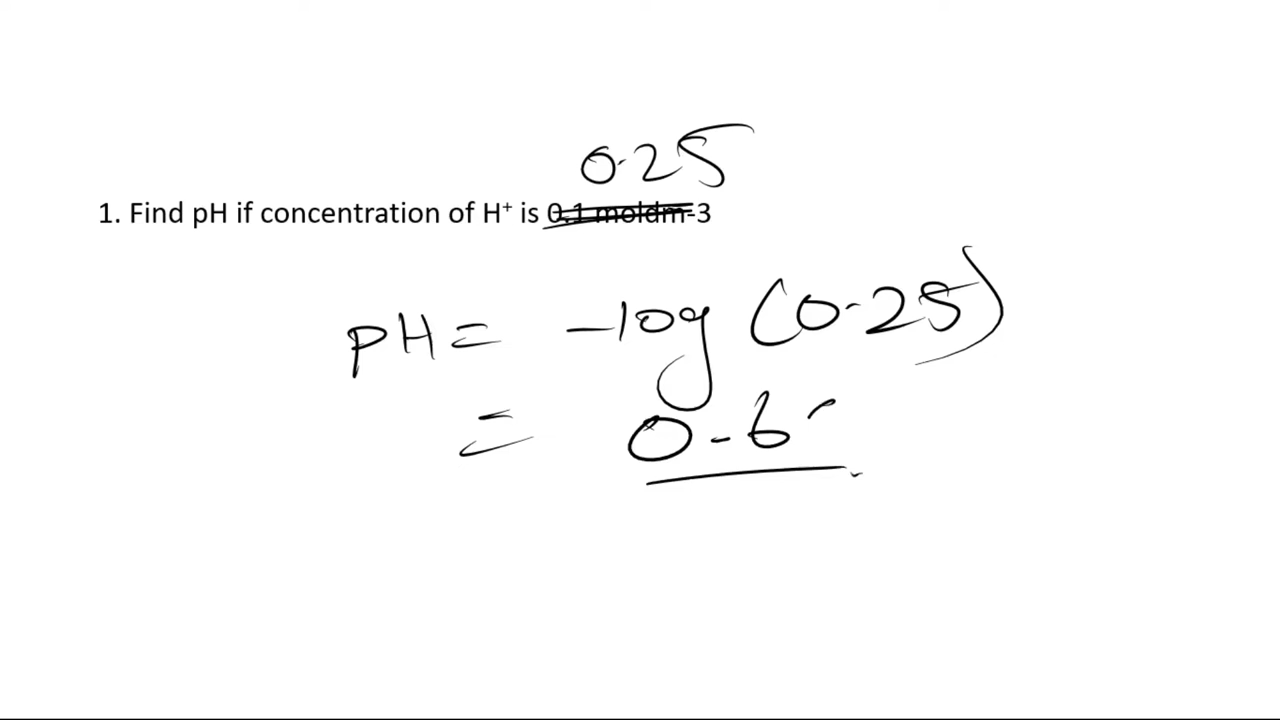 0.25
1. Find pH if concentration of H⁺ is 0.1 moldm-3
pH = -log (0.25)
= 0.6